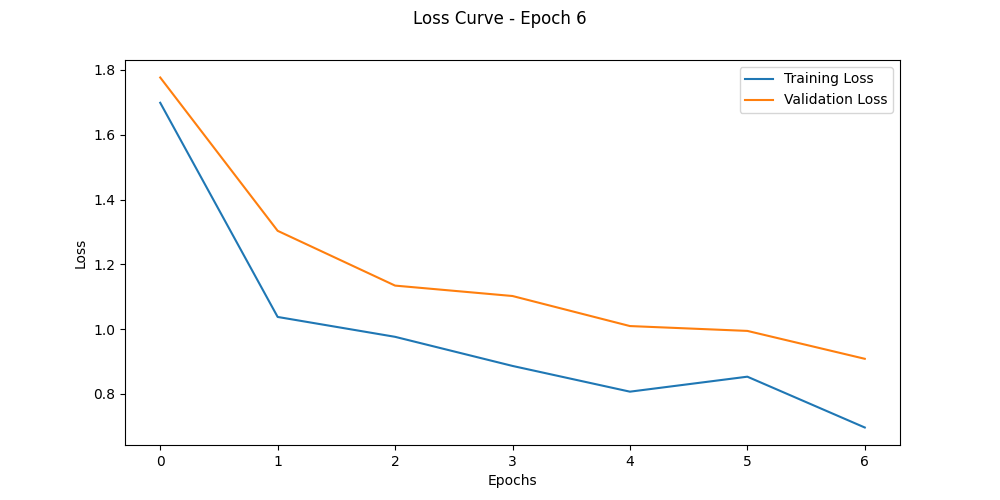 Loss Curve - Epoch 6
Training Loss
Validation Loss
1.8
1.6
1.4
1.2
1.0
0.8
Loss
0 1 2 3 4 5 6
Epochs